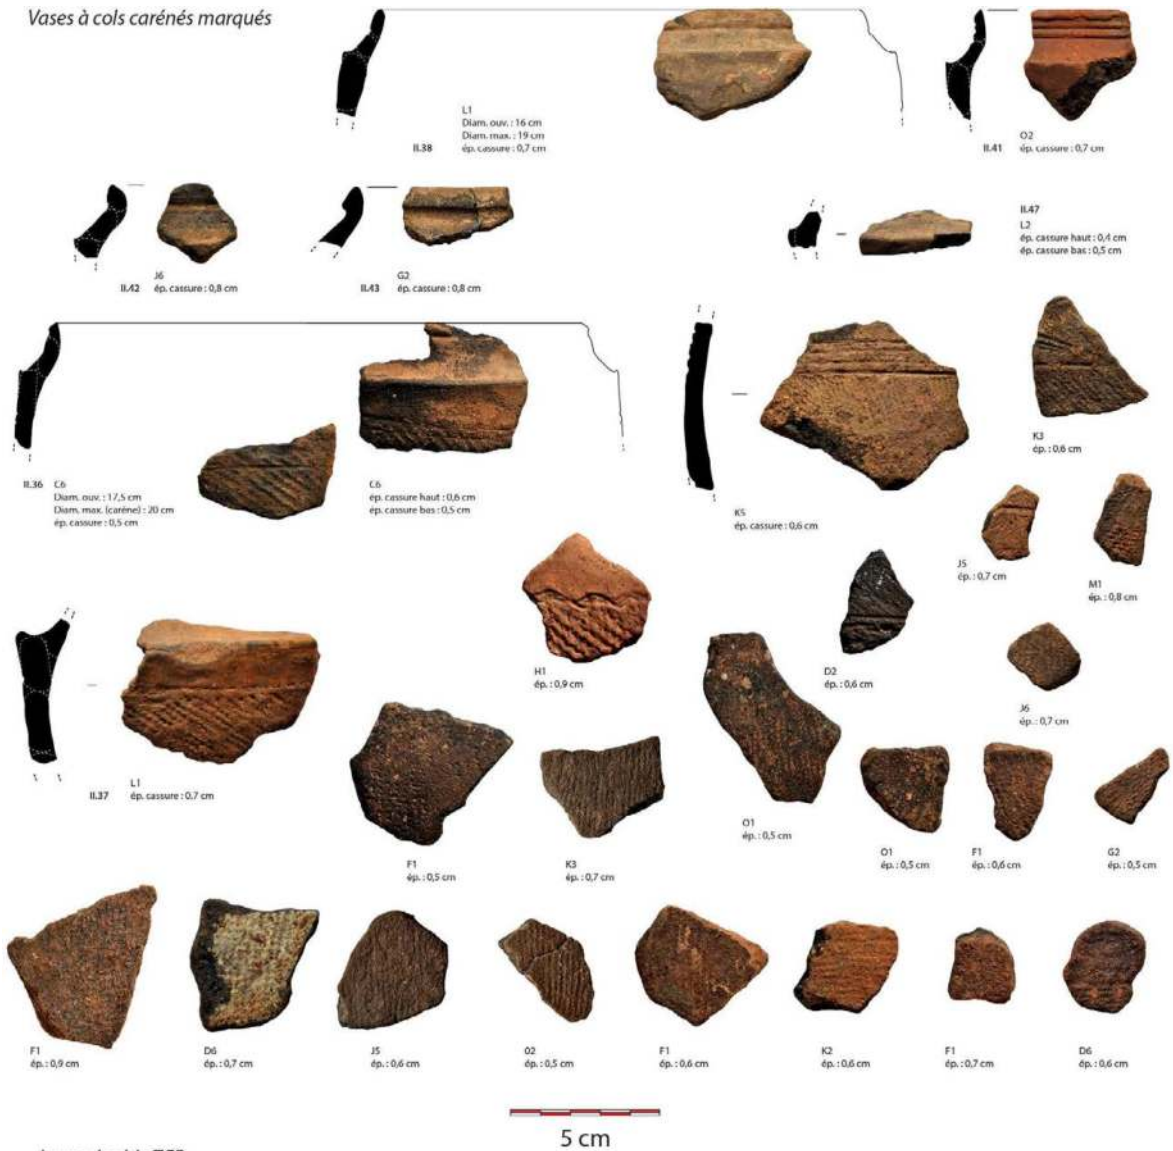 Vases à cols carénés marqués
L1
Diam. ouv. : 16 cm
Diam. max. : 19 cm
II.38 ép. cassure : 0,7 cm
O2
II.41 ép. cassure : 0,7 cm
J6
II.42 ép. cassure : 0,8 cm
G2
II.43 ép. cassure : 0,8 cm
II.47
L2
ép. cassure haut : 0,4 cm
ép. cassure bas : 0,5 cm
II.36 C6
Diam. ouv. : 17,5 cm
Diam. max. (carène) : 20 cm
ép. cassure : 0,5 cm
C6
ép. cassure haut : 0,6 cm
ép. cassure bas : 0,5 cm
K5
ép. cassure : 0,6 cm
K3
ép. : 0,6 cm
J5
ép. : 0,7 cm
M1
ép. : 0,8 cm
H1
ép. : 0,9 cm
D2
ép. : 0,6 cm
J6
ép. : 0,7 cm
L1
II.37 ép. cassure : 0,7 cm
F1
ép. : 0,5 cm
K3
ép. : 0,7 cm
O1
ép. : 0,5 cm
O1
ép. : 0,5 cm
F1
ép. : 0,6 cm
G2
ép. : 0,5 cm
F1
ép. : 0,9 cm
D6
ép. : 0,7 cm
J5
ép. : 0,6 cm
O2
ép. : 0,5 cm
F1
ép. : 0,6 cm
K2
ép. : 0,6 cm
F1
ép. : 0,7 cm
D6
ép. : 0,6 cm
5 cm